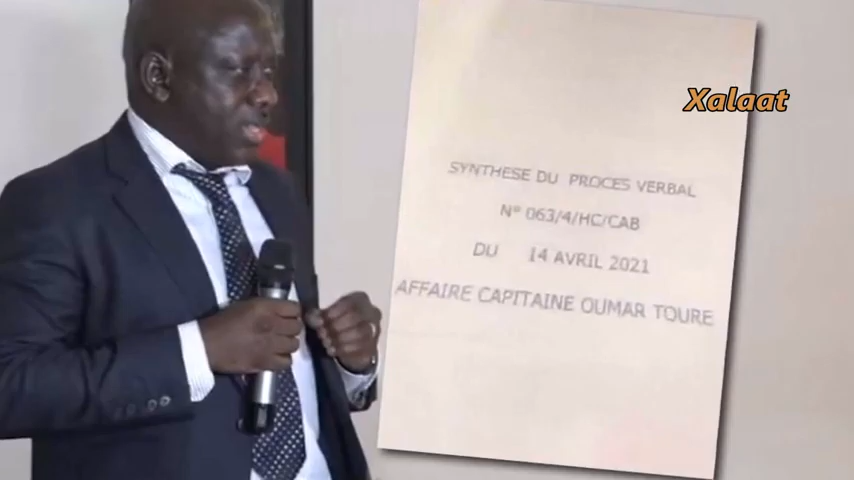 Xalaat
SYNTHESE DU PROCES VERBAL
N° 063/4/HC/CAB
DU 14 AVRIL 2021
AFFAIRE CAPITAINE OUMAR TOURE